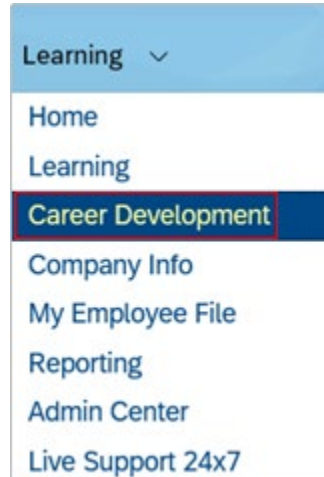 Learning
Home
Learning
Career Development
Company Info
My Employee File
Reporting
Admin Center
Live Support 24x7